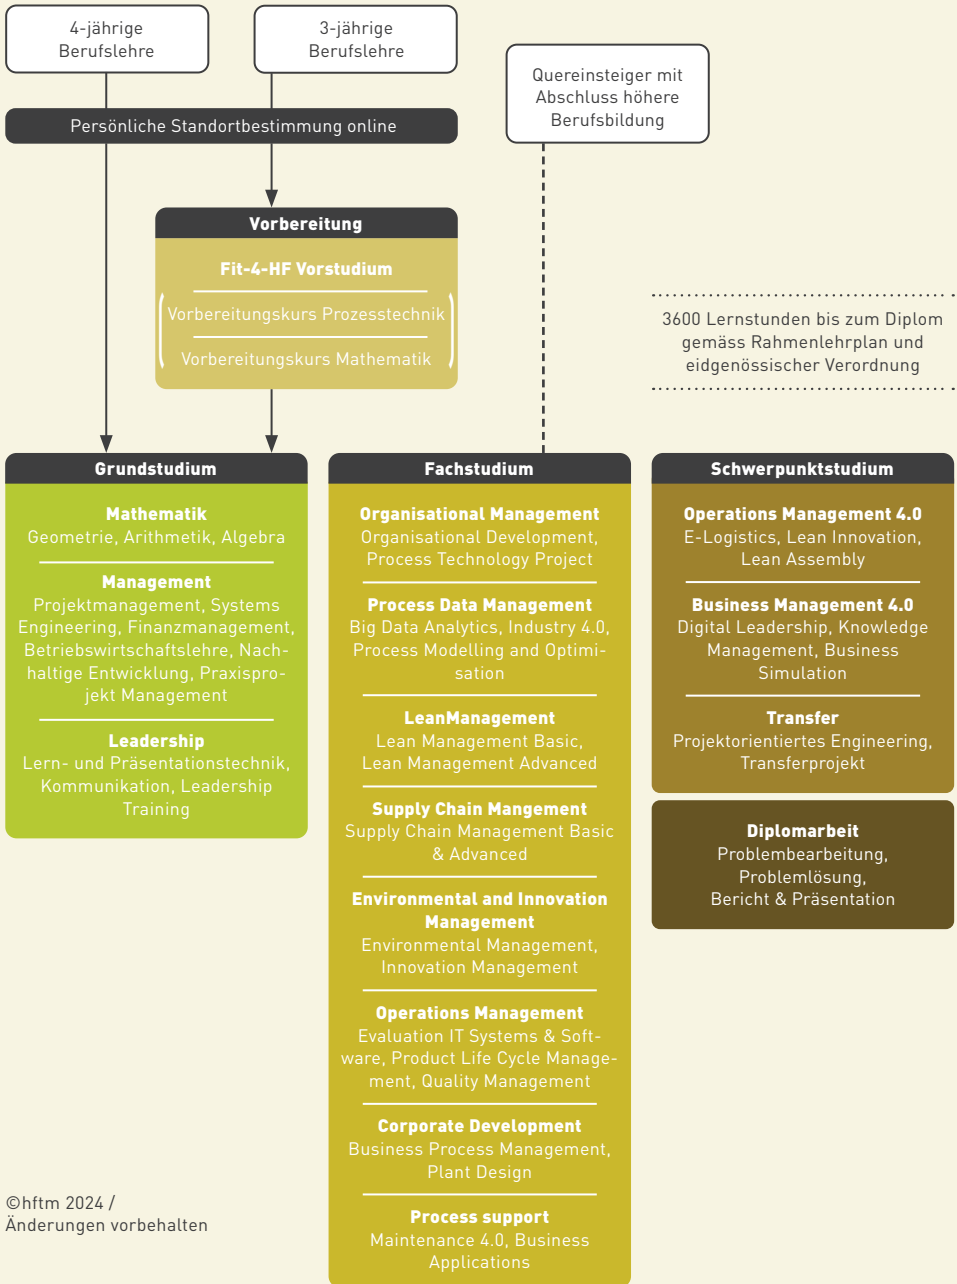 4-jährige
Berufslehre
3-jährige
Berufslehre
Quereinsteiger mit
Abschluss höhere
Berufsbildung
Persönliche Standortbestimmung online
Vorbereitung
Fit-4-HF Vorstudium
Vorbereitungskurs Prozesstechnik
Vorbereitungskurs Mathematik
3600 Lernstunden bis zum Diplom
gemäss Rahmenlehrplan und
eidgenössischer Verordnung
Grundstudium
Mathematik
Geometrie, Arithmetik, Algebra
Management
Projektmanagement, Systems
Engineering, Finanzmanagement,
Betriebswirtschaftslehre, Nach-
haltige Entwicklung, Praxispro-
jekt Management
Leadership
Lern- und Präsentationstechnik,
Kommunikation, Leadership
Training
Fachstudium
Organisational Management
Organisational Development,
Process Technology Project
Process Data Management
Big Data Analytics, Industry 4.0,
Process Modelling and Optimi-
sation
LeanManagement
Lean Management Basic,
Lean Management Advanced
Supply Chain Mangement
Supply Chain Management Basic
& Advanced
Environmental and Innovation
Management
Environmental Management,
Innovation Management
Operations Management
Evaluation IT Systems & Soft-
ware, Product Life Cycle Manage-
ment, Quality Management
Corporate Development
Business Process Management,
Plant Design
Process support
Maintenance 4.0, Business
Applications
Schwerpunktstudium
Operations Management 4.0
E-Logistics, Lean Innovation,
Lean Assembly
Business Management 4.0
Digital Leadership, Knowledge
Management, Business
Simulation
Transfer
Projektorientiertes Engineering,
Transferprojekt
Diplomarbeit
Problembearbeitung,
Problemlösung,
Bericht & Präsentation
©hftm 2024 /
Änderungen vorbehalten